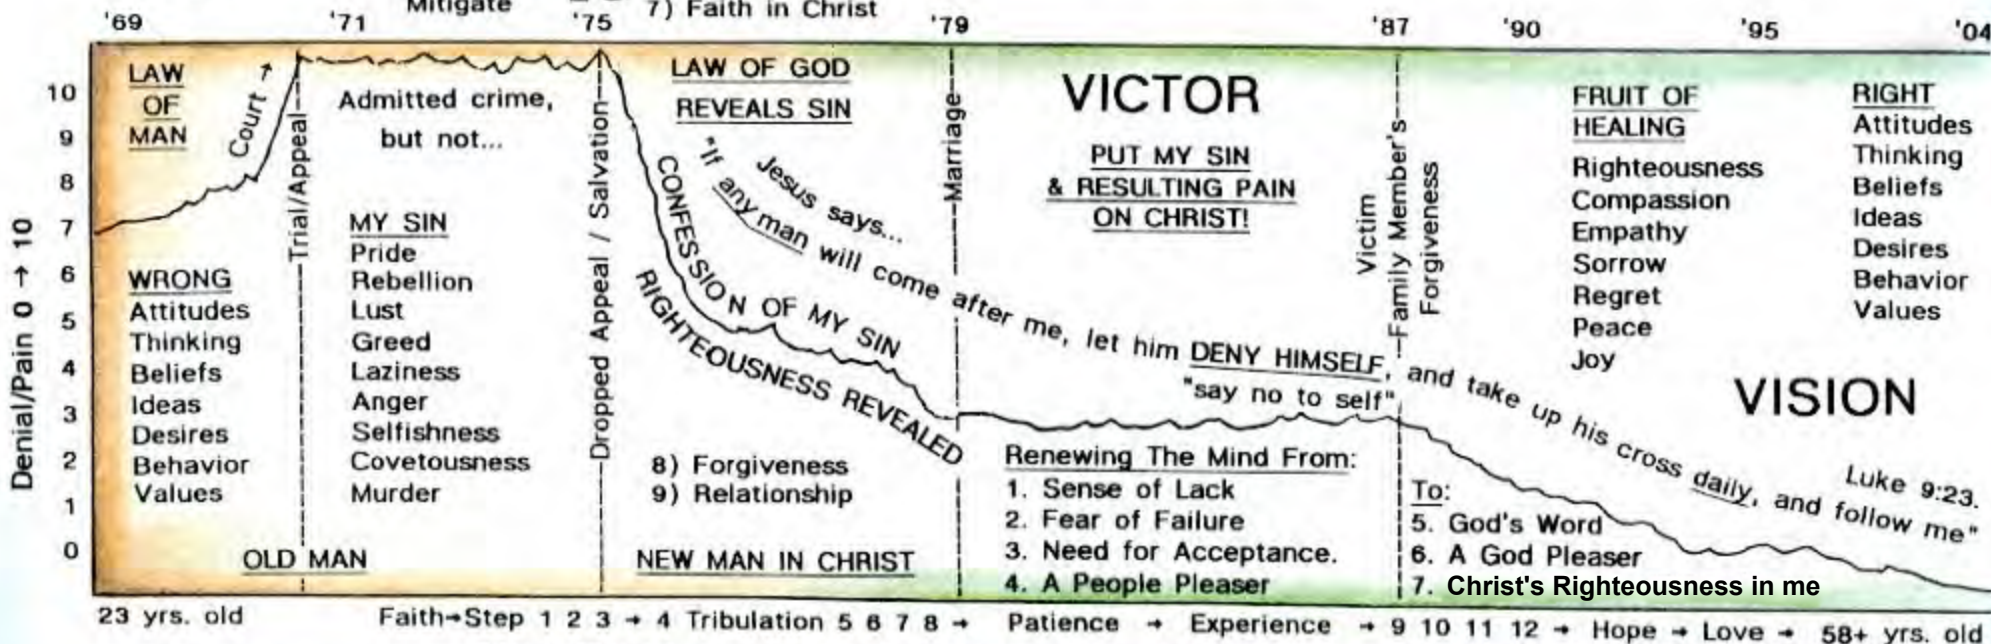 Mitigate 7) Faith in Christ
'69 '71 '75 '79 '87 '90 '95 '04
Denial/Pain 0 → 10
10
9
8
7
6
5
4
3
2
1
0
LAW
OF
MAN
Court →
WRONG
Attitudes
Thinking
Beliefs
Ideas
Desires
Behavior
Values
Trial/Appeal
Admitted crime,
but not...
MY SIN
Pride
Rebellion
Lust
Greed
Laziness
Anger
Selfishness
Covetousness
Murder
OLD MAN
Dropped Appeal / Salvation
LAW OF GOD
REVEALS SIN
Jesus says...
"If any man will come after me, let him DENY HIMSELF, and take up his cross daily, and follow me"
"say no to self"
Luke 9:23.
CONFESSION OF MY SIN
RIGHTEOUSNESS REVEALED
8) Forgiveness
9) Relationship
NEW MAN IN CHRIST
Marriage
VICTOR
PUT MY SIN
& RESULTING PAIN
ON CHRIST!
Renewing The Mind From:
1. Sense of Lack
2. Fear of Failure
3. Need for Acceptance.
4. A People Pleaser
Victim
Family Member's
Forgiveness
FRUIT OF
HEALING
Righteousness
Compassion
Empathy
Sorrow
Regret
Peace
Joy
RIGHT
Attitudes
Thinking
Beliefs
Ideas
Desires
Behavior
Values
VISION
To:
5. God's Word
6. A God Pleaser
7. Christ's Righteousness in me
23 yrs. old Faith→Step 1 2 3 → 4 Tribulation 5 6 7 8 → Patience → Experience → 9 10 11 12 → Hope → Love → 58+ yrs. old